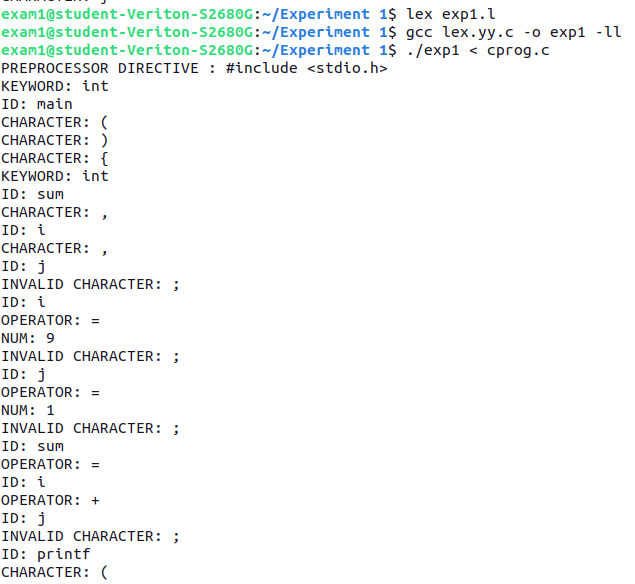 exam1@student-Veriton-S2680G:~/Experiment 1$ lex exp1.l
exam1@student-Veriton-S2680G:~/Experiment 1$ gcc lex.yy.c -o exp1 -ll
exam1@student-Veriton-S2680G:~/Experiment 1$ ./exp1 < cprog.c
PREPROCESSOR DIRECTIVE : #include <stdio.h>
KEYWORD: int
ID: main
CHARACTER: (
CHARACTER: )
CHARACTER: {
KEYWORD: int
ID: sum
CHARACTER: ,
ID: i
CHARACTER: ,
ID: j
INVALID CHARACTER: ;
ID: i
OPERATOR: =
NUM: 9
INVALID CHARACTER: ;
ID: j
OPERATOR: =
NUM: 1
INVALID CHARACTER: ;
ID: sum
OPERATOR: =
ID: i
OPERATOR: +
ID: j
INVALID CHARACTER: ;
ID: printf
CHARACTER: (